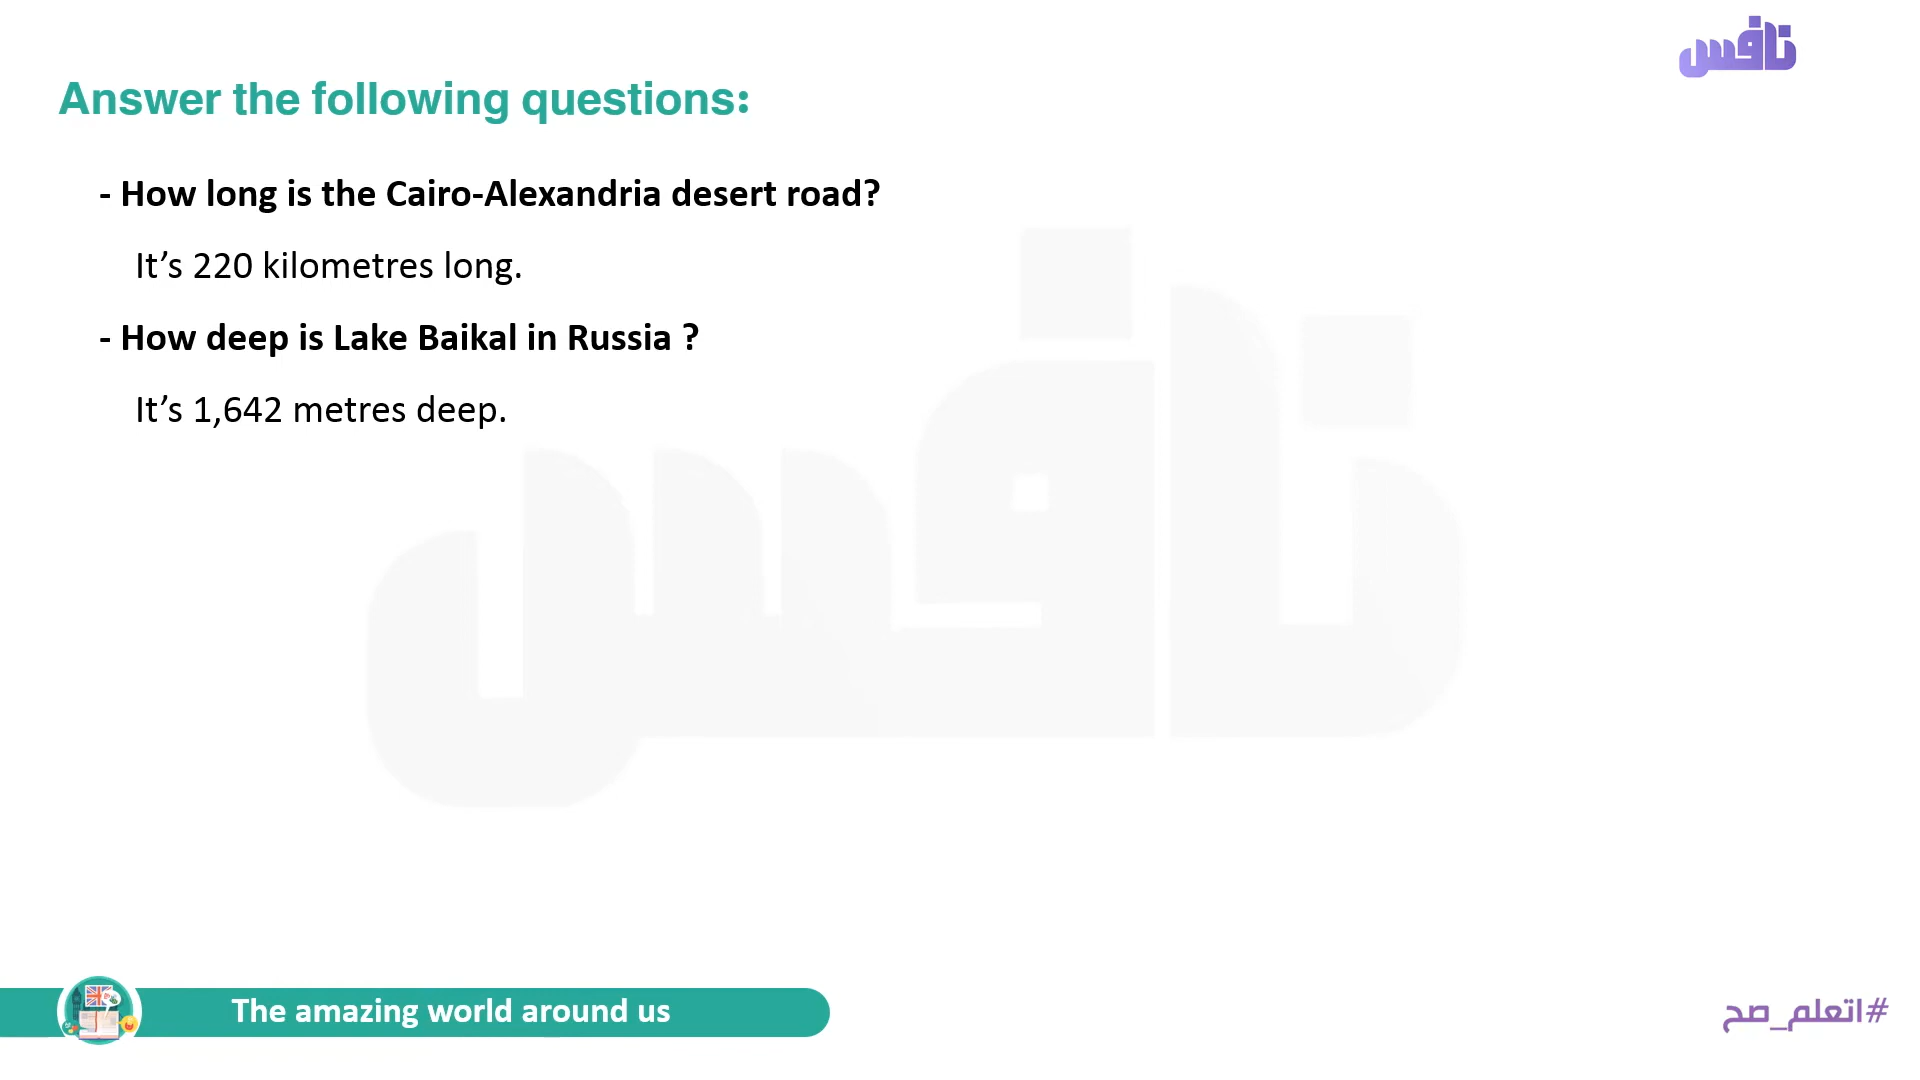 نافس
Answer the following questions:
- How long is the Cairo-Alexandria desert road?
It’s 220 kilometres long.
- How deep is Lake Baikal in Russia ?
It’s 1,642 metres deep.
نافس
The amazing world around us
#اتعلم_صح